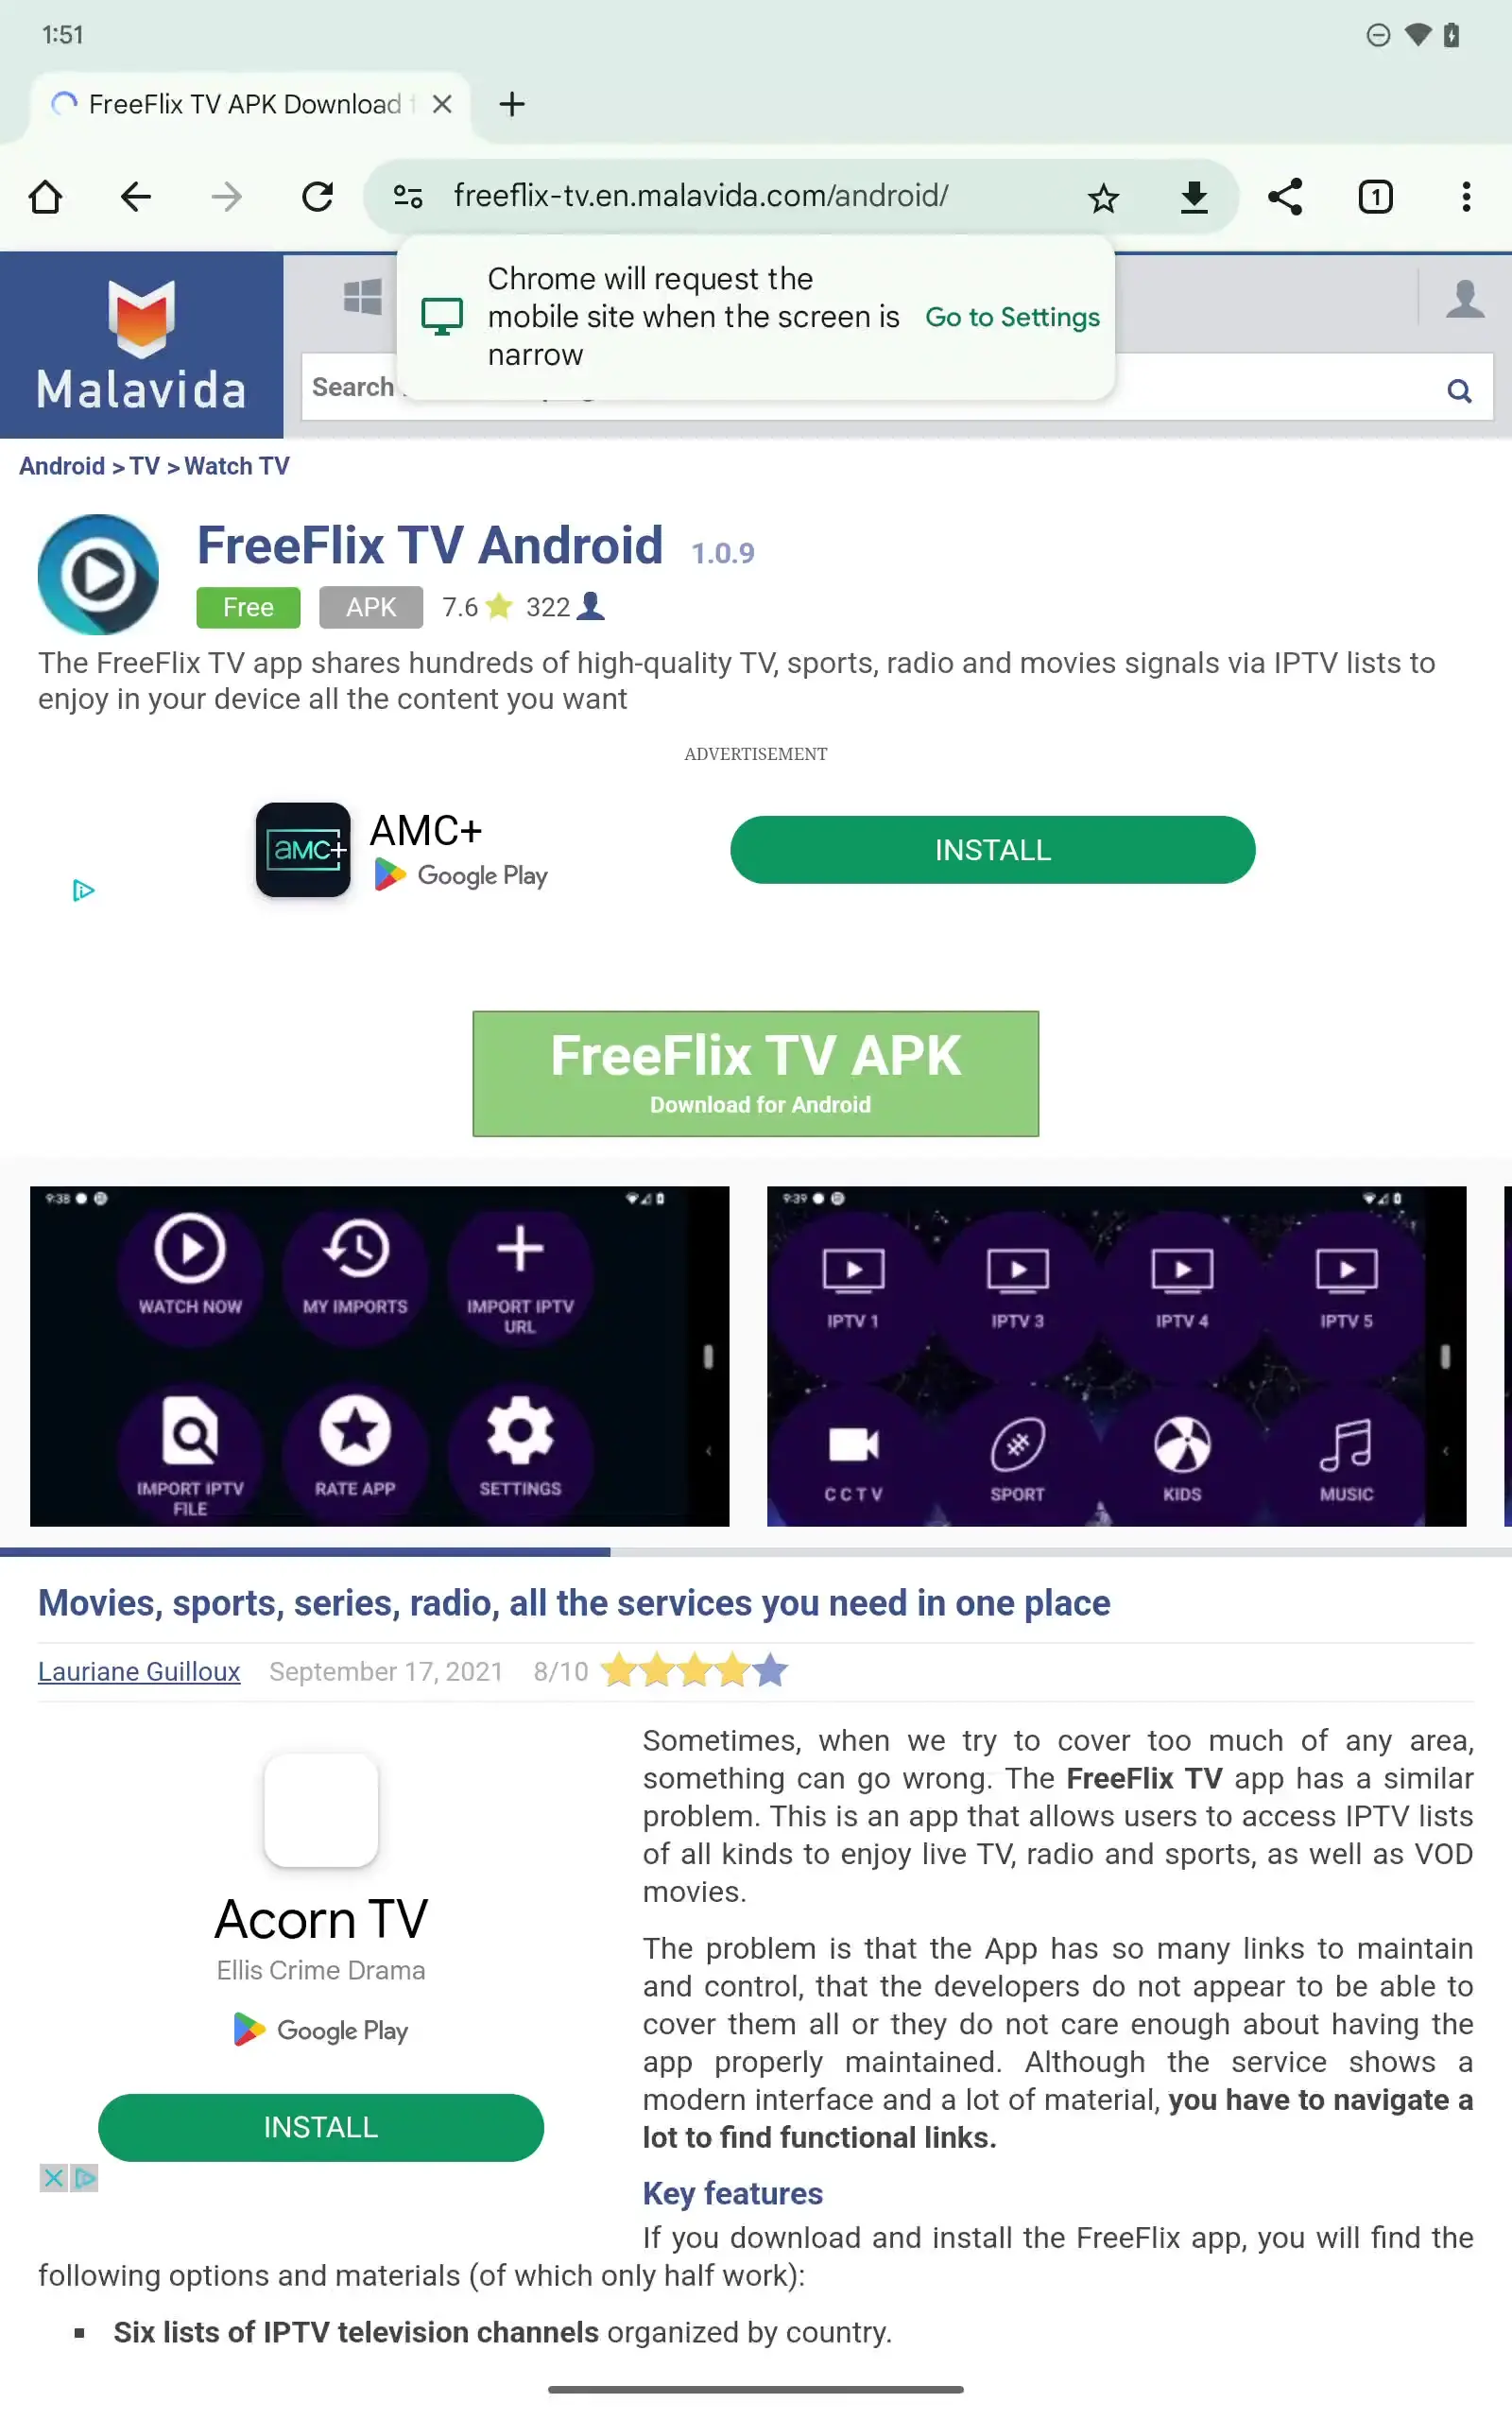 1:51
FreeFlix TV APK Download
freeflix-tv.en.malavida.com/android/
1
Chrome will request the
mobile site when the screen is
narrow
Go to Settings
Malavida
Search
Android > TV > Watch TV
FreeFlix TV Android 1.0.9
Free APK 7.6 322
The FreeFlix TV app shares hundreds of high-quality TV, sports, radio and movies signals via IPTV lists to
enjoy in your device all the content you want
ADVERTISEMENT
aMC+
AMC+
Google Play
INSTALL
FreeFlix TV APK
Download for Android
9:38
WATCH NOW
MY IMPORTS
IMPORT IPTV
URL
IMPORT IPTV
FILE
RATE APP
SETTINGS
9:39
IPTV 1
IPTV 3
IPTV 4
IPTV 5
C C T V
SPORT
KIDS
MUSIC
Movies, sports, series, radio, all the services you need in one place
Lauriane Guilloux September 17, 2021 8/10
Acorn TV
Ellis Crime Drama
Google Play
INSTALL
Sometimes, when we try to cover too much of any area,
something can go wrong. The FreeFlix TV app has a similar
problem. This is an app that allows users to access IPTV lists
of all kinds to enjoy live TV, radio and sports, as well as VOD
movies.
The problem is that the App has so many links to maintain
and control, that the developers do not appear to be able to
cover them all or they do not care enough about having the
app properly maintained. Although the service shows a
modern interface and a lot of material, you have to navigate a
lot to find functional links.
Key features
If you download and install the FreeFlix app, you will find the
following options and materials (of which only half work):
▪ Six lists of IPTV television channels organized by country.